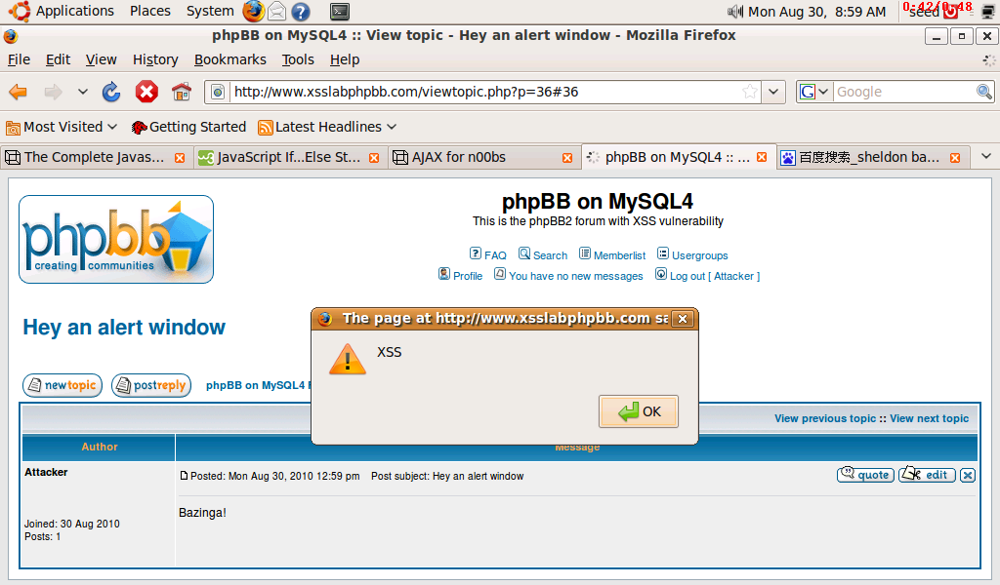 Applications Places System Mon Aug 30, 8:59 AM seed 0:42/0:48
phpBB on MySQL4 :: View topic - Hey an alert window - Mozilla Firefox
File Edit View History Bookmarks Tools Help
http://www.xsslabphpbb.com/viewtopic.php?p=36#36 G Google
Most Visited Getting Started Latest Headlines
The Complete Javas... JavaScript If...Else St... AJAX for n00bs phpBB on MySQL4 :: ... 百度搜索_sheldon ba...
phpBB
creating communities
phpBB on MySQL4
This is the phpBB2 forum with XSS vulnerability
FAQ Search Memberlist Usergroups
Profile You have no new messages Log out [ Attacker ]
Hey an alert window
The page at http://www.xsslabphpbb.com sa
XSS
OK
newtopic postreply phpBB on MySQL4 F
View previous topic :: View next topic
Author Message
Attacker
Joined: 30 Aug 2010
Posts: 1
Posted: Mon Aug 30, 2010 12:59 pm Post subject: Hey an alert window quote edit
Bazinga!